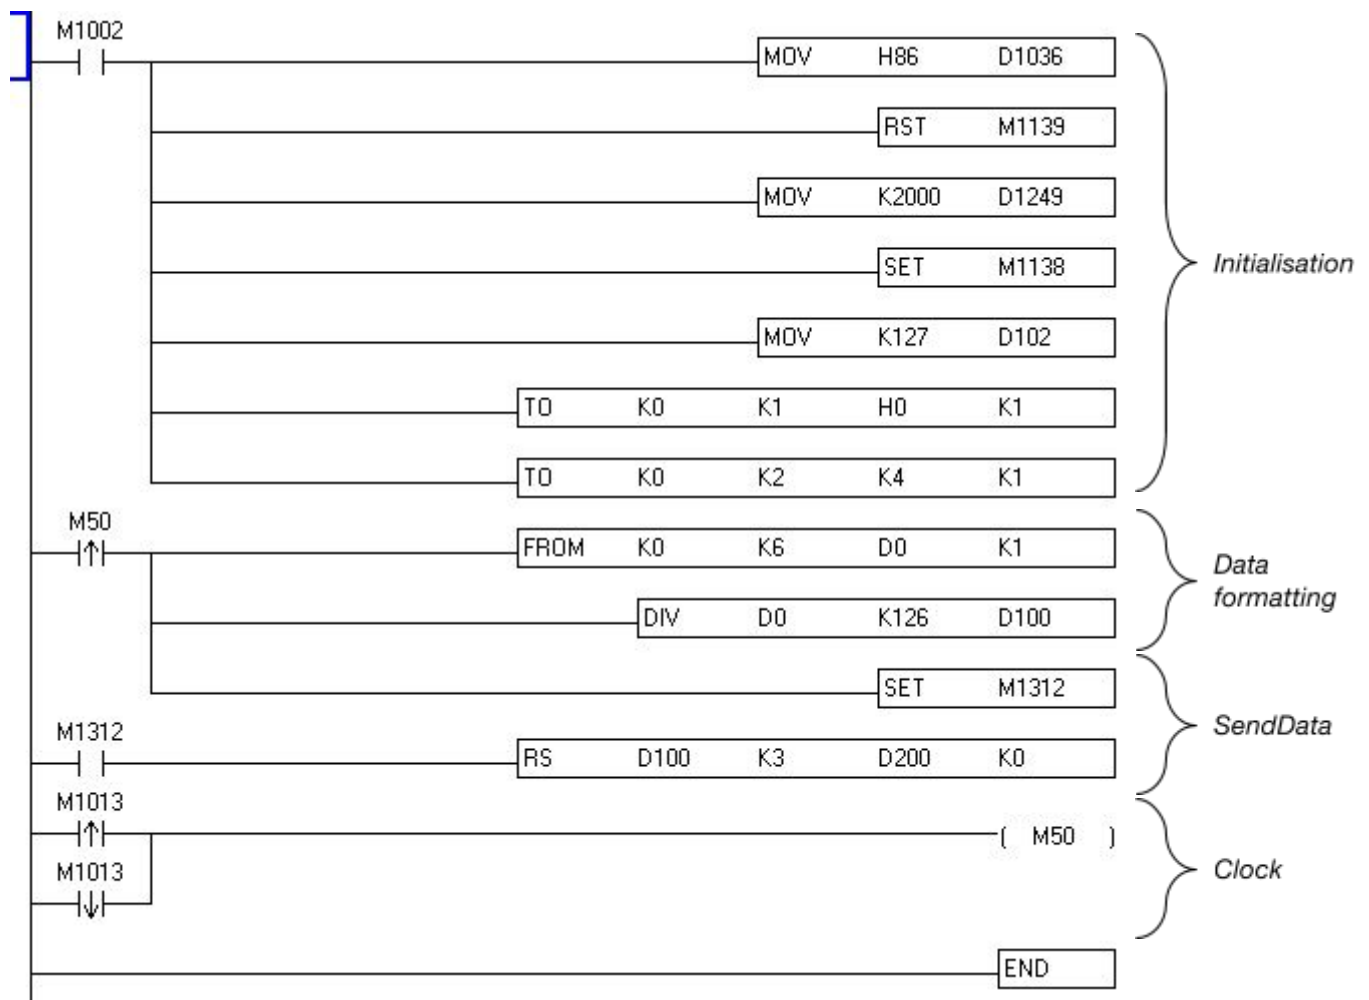 M1002
MOV H86 D1036
RST M1139
MOV K2000 D1249
SET M1138
Initialisation
MOV K127 D102
TO K0 K1 H0 K1
TO K0 K2 K4 K1
M50
FROM K0 K6 D0 K1
Data
formatting
DIV D0 K126 D100
SET M1312
M1312
SendData
RS D100 K3 D200 K0
M1013
( M50 )
M1013
Clock
END